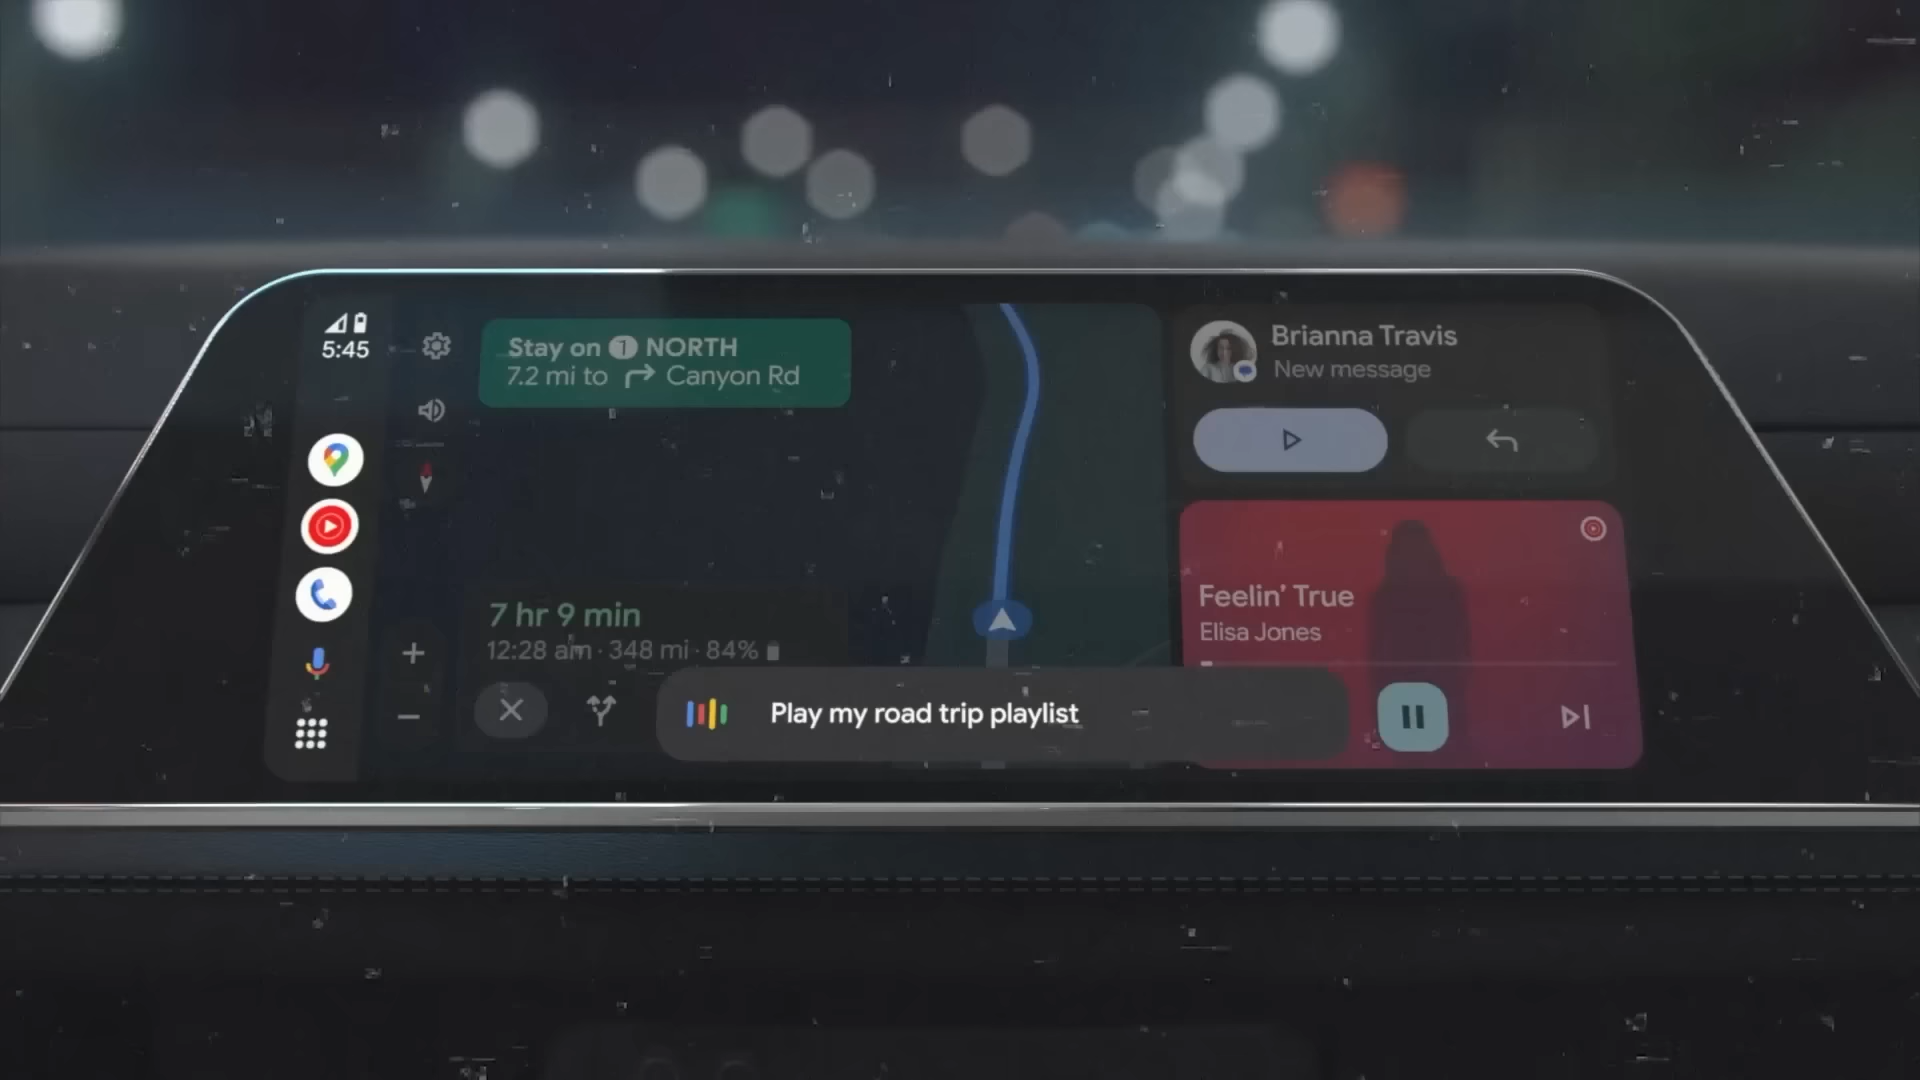 5:45
Stay on 1 NORTH
7.2 mi to Canyon Rd
7 hr 9 min
12:28 am · 348 mi · 84%
Play my road trip playlist
Brianna Travis
New message
Feelin' True
Elisa Jones